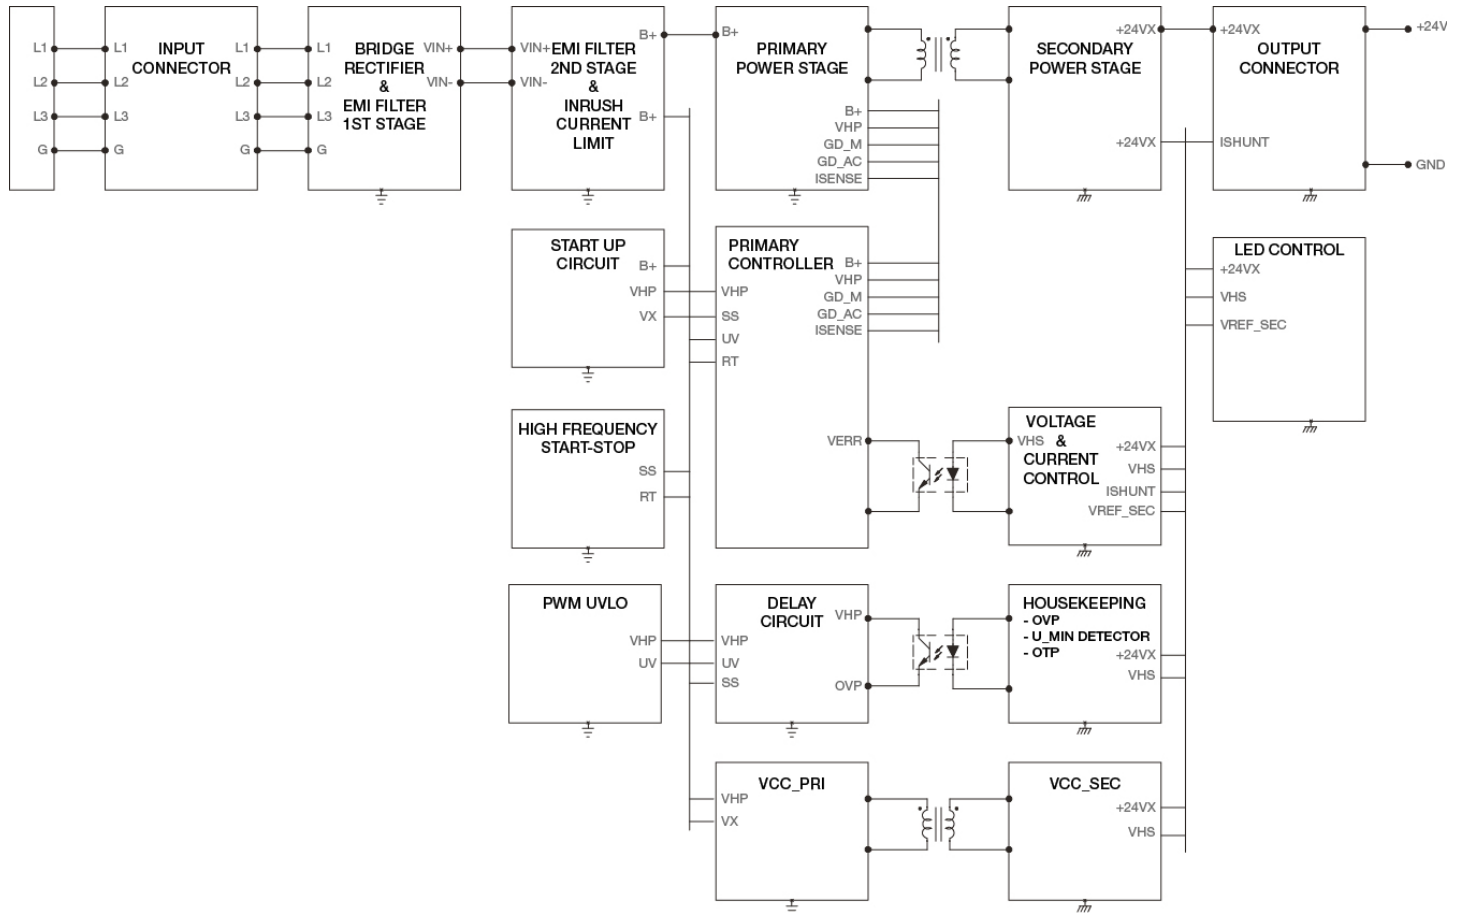 L1
L2
L3
G
INPUT
CONNECTOR
L1
L2
L3
G
L1
L2
L3
G
BRIDGE
RECTIFIER
&
EMI FILTER
1ST STAGE
L1
L2
L3
G
VIN+
VIN-
EMI FILTER
2ND STAGE
&
INRUSH
CURRENT
LIMIT
VIN+
VIN-
B+
B+
PRIMARY
POWER STAGE
B+
B+
VHP
GD_M
GD_AC
ISENSE
SECONDARY
POWER STAGE
+24VX
+24VX
OUTPUT
CONNECTOR
+24VX
ISHUNT
+24V
GND
START UP
CIRCUIT
B+
VHP
VX
PRIMARY
CONTROLLER
VHP
SS
UV
RT
B+
VHP
GD_M
GD_AC
ISENSE
VERR
LED CONTROL
+24VX
VHS
VREF_SEC
HIGH FREQUENCY
START-STOP
SS
RT
VOLTAGE
&
CURRENT
CONTROL
VHS
+24VX
VHS
ISHUNT
VREF_SEC
PWM UVLO
VHP
UV
DELAY
CIRCUIT
VHP
UV
SS
VHP
OVP
HOUSEKEEPING
- OVP
- U_MIN DETECTOR
- OTP
+24VX
VHS
VCC_PRI
VHP
VX
VCC_SEC
+24VX
VHS